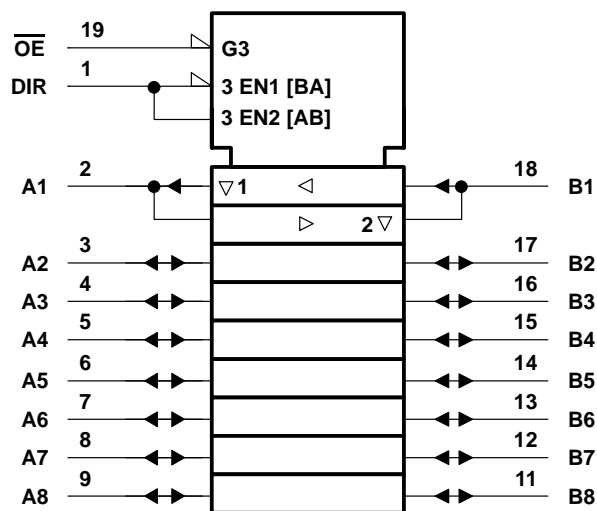 OE 19 G3
DIR 1 3 EN1 [BA]
3 EN2 [AB]
A1 2 ▽ 1 ◁ 18 B1
▷ 2 ▽
A2 3 17 B2
A3 4 16 B3
A4 5 15 B4
A5 6 14 B5
A6 7 13 B6
A7 8 12 B7
A8 9 11 B8